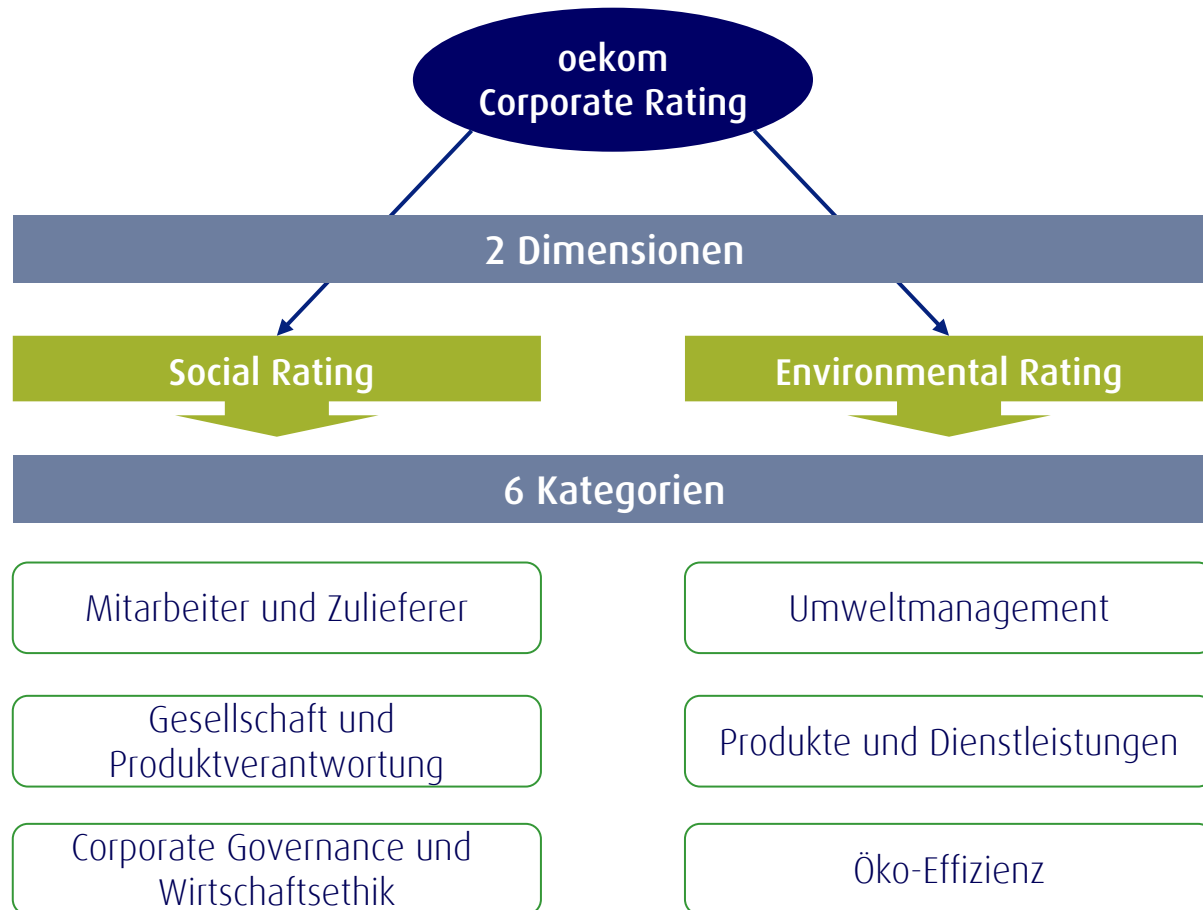 oekom
Corporate Rating
2 Dimensionen
Social Rating
Environmental Rating
6 Kategorien
Mitarbeiter und Zulieferer
Umweltmanagement
Gesellschaft und
Produktverantwortung
Produkte und Dienstleistungen
Corporate Governance und
Wirtschaftsethik
Öko-Effizienz